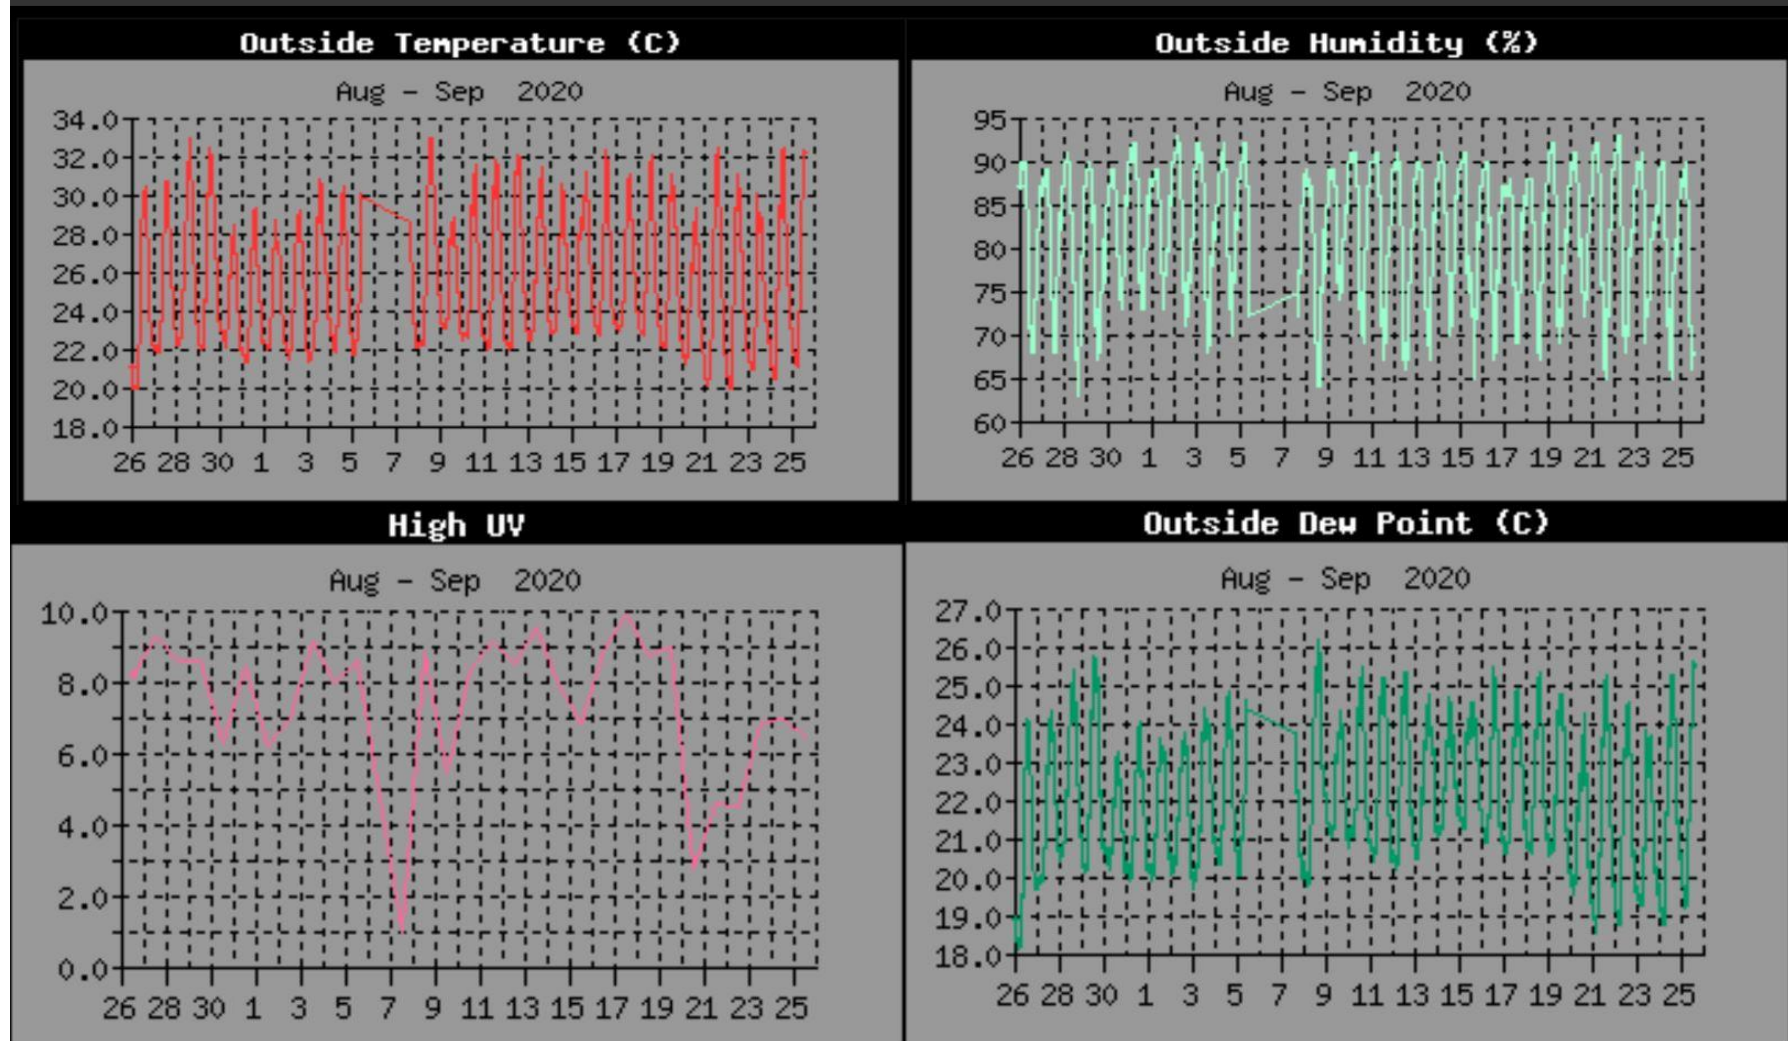 Outside Temperature (C)
Aug - Sep 2020
34.0
32.0
30.0
28.0
26.0
24.0
22.0
20.0
18.0
26 28 30 1 3 5 7 9 11 13 15 17 19 21 23 25
Outside Humidity (%)
Aug - Sep 2020
95
90
85
80
75
70
65
60
26 28 30 1 3 5 7 9 11 13 15 17 19 21 23 25
High UV
Aug - Sep 2020
10.0
8.0
6.0
4.0
2.0
0.0
26 28 30 1 3 5 7 9 11 13 15 17 19 21 23 25
Outside Dew Point (C)
Aug - Sep 2020
27.0
26.0
25.0
24.0
23.0
22.0
21.0
20.0
19.0
18.0
26 28 30 1 3 5 7 9 11 13 15 17 19 21 23 25